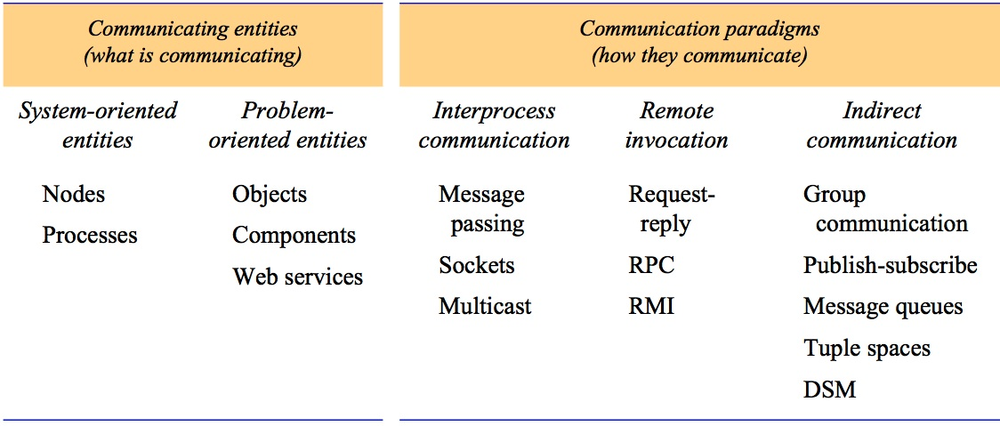 Communicating entities
(what is communicating)
Communication paradigms
(how they communicate)
System-oriented
entities
Problem-
oriented entities
Interprocess
communication
Remote
invocation
Indirect
communication
Nodes
Processes
Objects
Components
Web services
Message
passing
Sockets
Multicast
Request-
reply
RPC
RMI
Group
communication
Publish-subscribe
Message queues
Tuple spaces
DSM